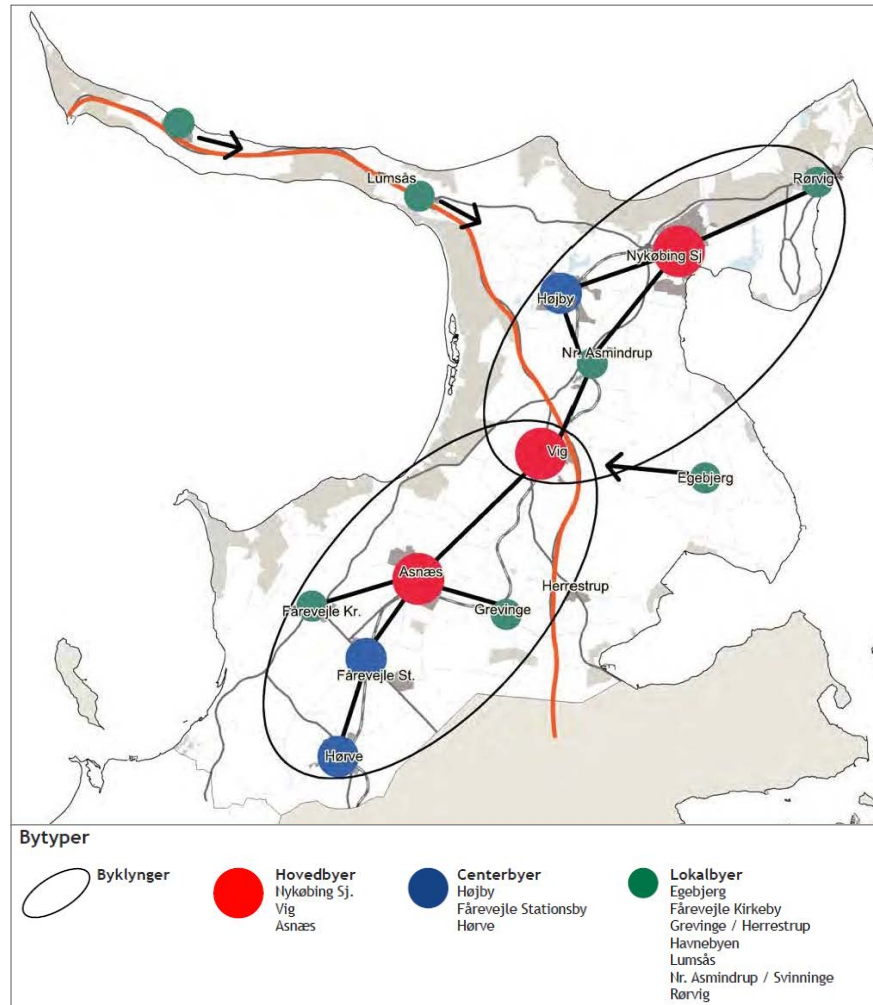 Rørvig
Lumsås
Nykøbing Sj
Højby
Nr. Asmindrup
Vig
Egebjerg
Asnæs
Herrestrup
Fårevejle Kr.
Grevinge
Fårevejle St.
Hørve
Bytyper
Byklynger
Hovedbyer
Nykøbing Sj.
Vig
Asnæs
Centerbyer
Højby
Fårevejle Stationsby
Hørve
Lokalbyer
Egebjerg
Fårevejle Kirkeby
Grevinge / Herrestrup
Havnebyen
Lumsås
Nr. Asmindrup / Svinninge
Rørvig